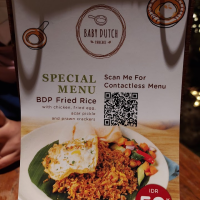 BABY DUTCH
PANCAKE
SPECIAL
MENU
Scan Me For
Contactless Menu
BDP Fried Rice
with chicken, fried egg,
acar pickle
and prawn crackers
IDR